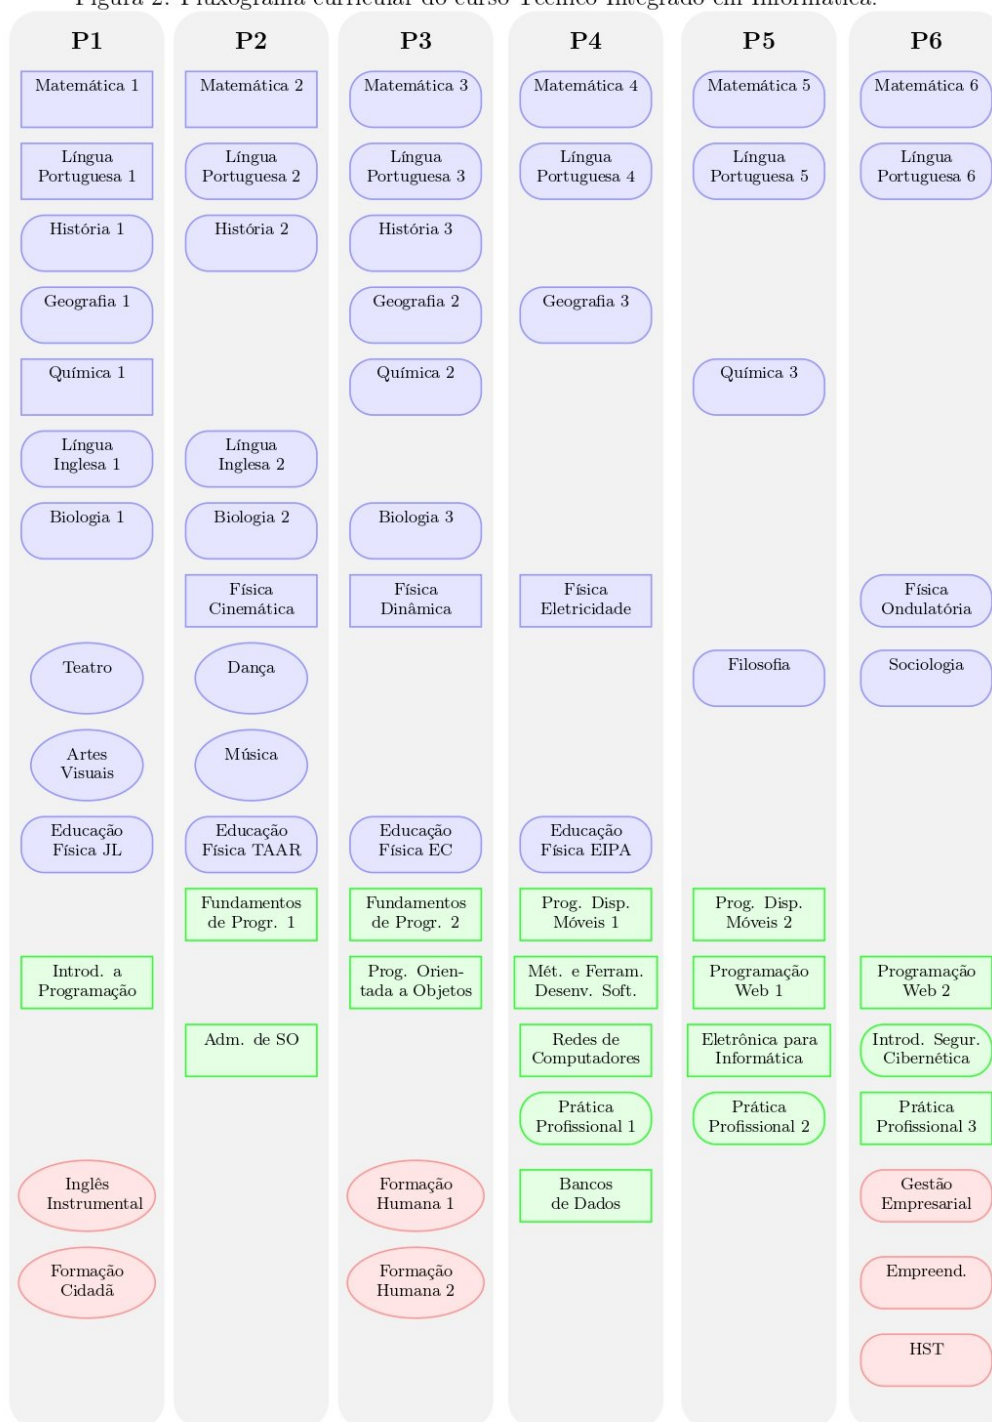 Figura 2: Fluxograma curricular do curso Técnico Integrado em Informática.
P1 P2 P3 P4 P5 P6
Matemática 1
Matemática 2
Matemática 3
Matemática 4
Matemática 5
Matemática 6
Língua
Portuguesa 1
Língua
Portuguesa 2
Língua
Portuguesa 3
Língua
Portuguesa 4
Língua
Portuguesa 5
Língua
Portuguesa 6
História 1
História 2
História 3
Geografia 1
Geografia 2
Geografia 3
Química 1
Química 2
Química 3
Língua
Inglesa 1
Língua
Inglesa 2
Biologia 1
Biologia 2
Biologia 3
Física
Cinemática
Física
Dinâmica
Física
Eletricidade
Física
Ondulatória
Teatro
Dança
Filosofia
Sociologia
Artes
Visuais
Música
Educação
Física JL
Educação
Física TAAR
Educação
Física EC
Educação
Física EIPA
Fundamentos
de Progr. 1
Fundamentos
de Progr. 2
Prog. Disp.
Móveis 1
Prog. Disp.
Móveis 2
Introd. a
Programação
Prog. Orien-
tada a Objetos
Mét. e Ferram.
Desenv. Soft.
Programação
Web 1
Programação
Web 2
Adm. de SO
Redes de
Computadores
Eletrônica para
Informática
Introd. Segur.
Cibernética
Prática
Profissional 1
Prática
Profissional 2
Prática
Profissional 3
Inglês
Instrumental
Formação
Humana 1
Bancos
de Dados
Gestão
Empresarial
Formação
Cidadã
Formação
Humana 2
Empreend.
HST